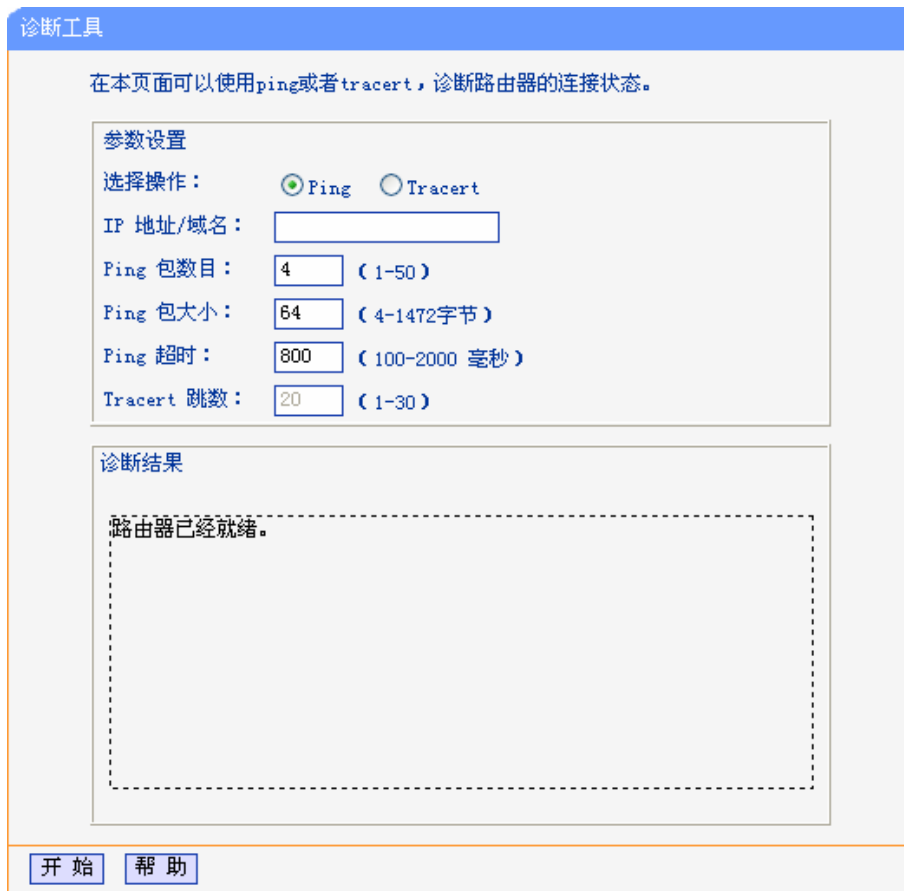 诊断工具
在本页面可以使用ping或者tracert，诊断路由器的连接状态。
参数设置
选择操作： Ping Tracert
IP 地址/域名：
Ping 包数目： 4 （1-50）
Ping 包大小： 64 （4-1472字节）
Ping 超时： 800 （100-2000 毫秒）
Tracert 跳数： 20 （1-30）
诊断结果
路由器已经就绪。
开 始 帮 助